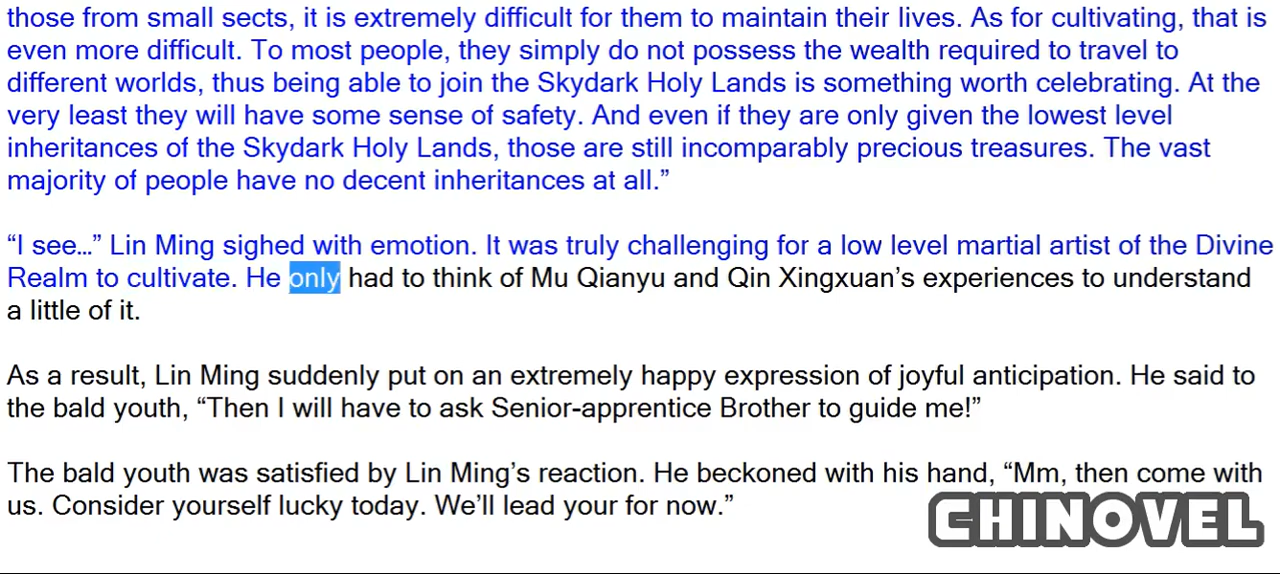 those from small sects, it is extremely difficult for them to maintain their lives. As for cultivating, that is
even more difficult. To most people, they simply do not possess the wealth required to travel to
different worlds, thus being able to join the Skydark Holy Lands is something worth celebrating. At the
very least they will have some sense of safety. And even if they are only given the lowest level
inheritances of the Skydark Holy Lands, those are still incomparably precious treasures. The vast
majority of people have no decent inheritances at all.”
“I see…” Lin Ming sighed with emotion. It was truly challenging for a low level martial artist of the Divine
Realm to cultivate. He only had to think of Mu Qianyu and Qin Xingxuan’s experiences to understand
a little of it.
As a result, Lin Ming suddenly put on an extremely happy expression of joyful anticipation. He said to
the bald youth, “Then I will have to ask Senior-apprentice Brother to guide me!”
The bald youth was satisfied by Lin Ming’s reaction. He beckoned with his hand, “Mm, then come with
us. Consider yourself lucky today. We’ll lead your for now.”
CHINOVEL